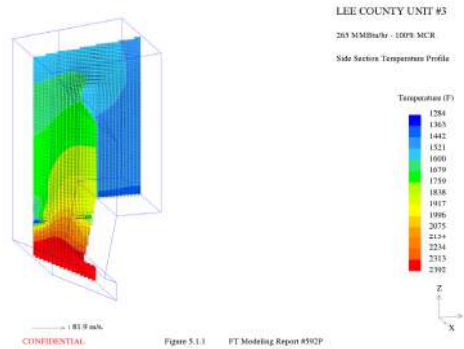 LEE COUNTY UNIT #3
265 MMBtu/hr - 100% MCR
Side Section Temperature Profile
Temperature (F)
1284
1363
1442
1521
1600
1679
1759
1838
1917
1996
2075
2154
2234
2313
2392
Z
X
: 81.9 m/s.
CONFIDENTIAL
Figure 5.1.1 FT Modeling Report #592P